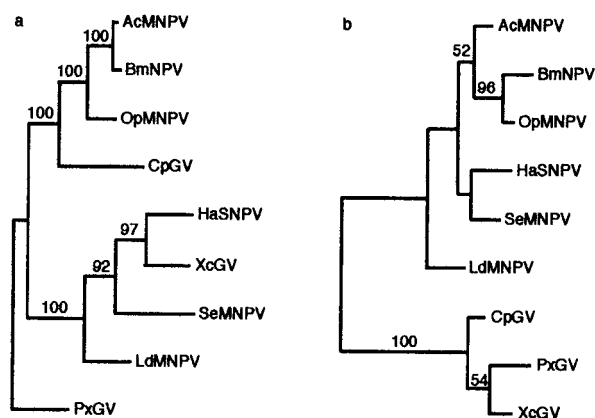 a
AcMNPV
100
BmNPV
100
OpMNPV
100
CpGV
HaSNPV
97
XcGV
92
SeMNPV
100
LdMNPV
PxGV
b
AcMNPV
52
BmNPV
96
OpMNPV
HaSNPV
SeMNPV
LdMNPV
CpGV
100
PxGV
54
XcGV